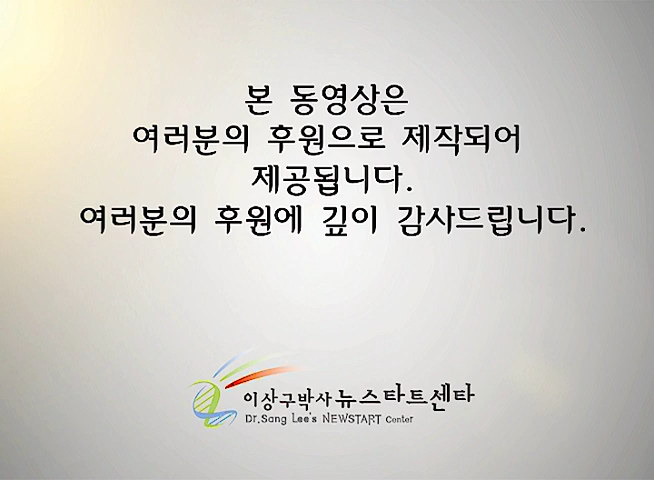 본 동영상은
여러분의 후원으로 제작되어
제공됩니다.
여러분의 후원에 깊이 감사드립니다.
이상구박사 뉴스타트센타
Dr.Sang Lee's NEWSTART Center